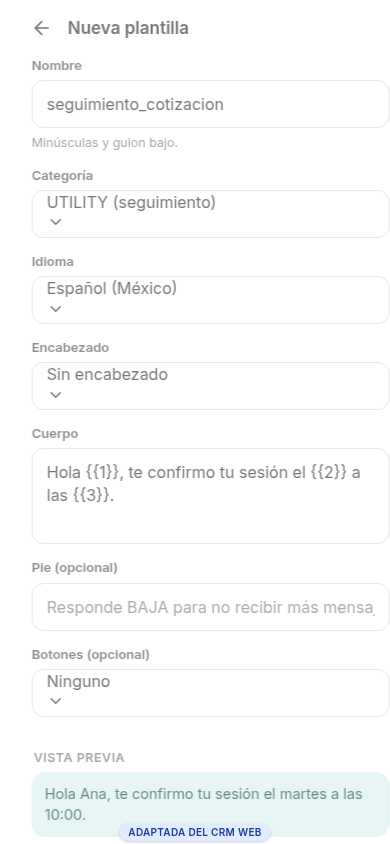 Nueva plantilla
Nombre
seguimiento_cotizacion
Minúsculas y guion bajo.
Categoría
UTILITY (seguimiento)
Idioma
Español (México)
Encabezado
Sin encabezado
Cuerpo
Hola {{1}}, te confirmo tu sesión el {{2}} a
las {{3}}.
Pie (opcional)
Responde BAJA para no recibir más mensaj
Botones (opcional)
Ninguno
VISTA PREVIA
Hola Ana, te confirmo tu sesión el martes a las
10:00.
ADAPTADA DEL CRM WEB